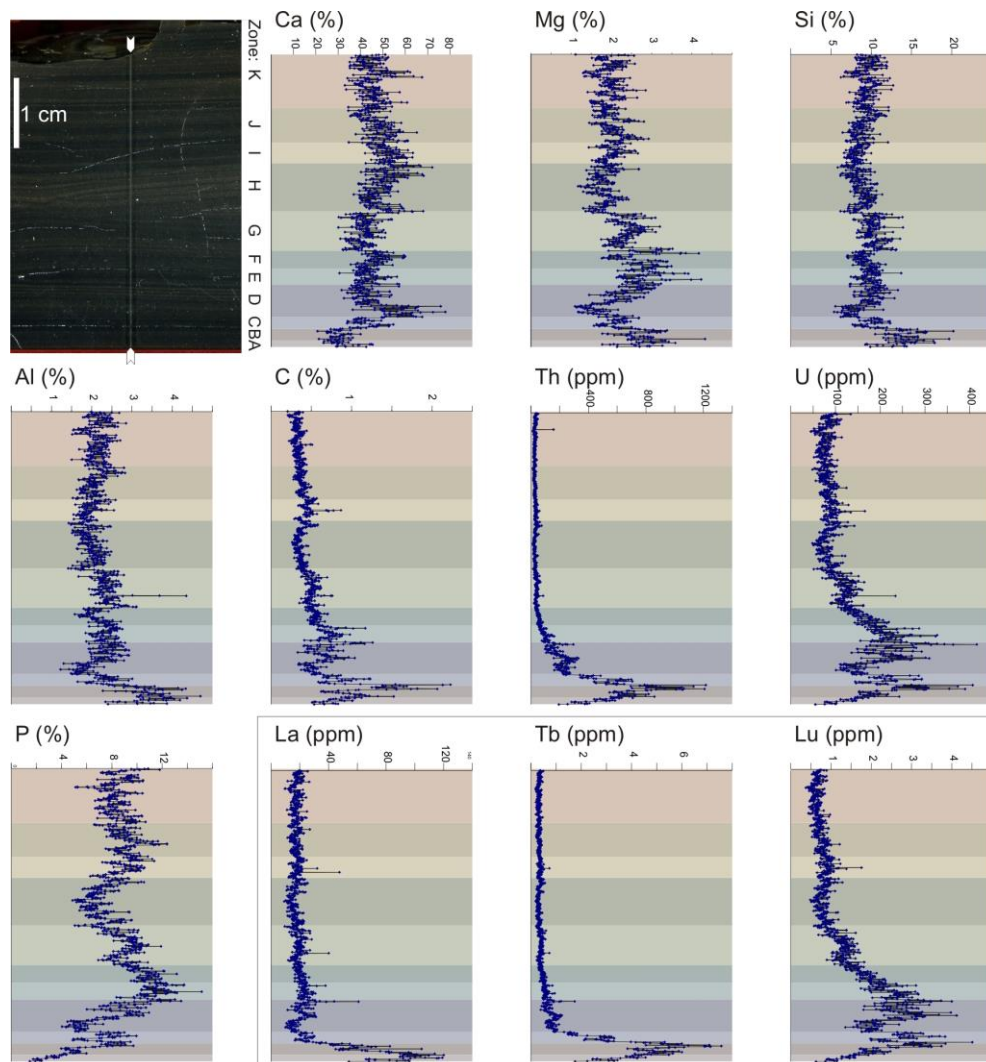 Ca (%)
10 20 30 40 50 60 70 80
Mg (%)
1 2 3 4
Si (%)
5 10 15 20
Zone: K J I H G F E D C B A
1 cm
Al (%)
1 2 3 4
C (%)
1 2
Th (ppm)
400 800 1200
U (ppm)
100 200 300 400
P (%)
4 8 12
La (ppm)
40 80 120
Tb (ppm)
2 4 6
Lu (ppm)
1 2 3 4